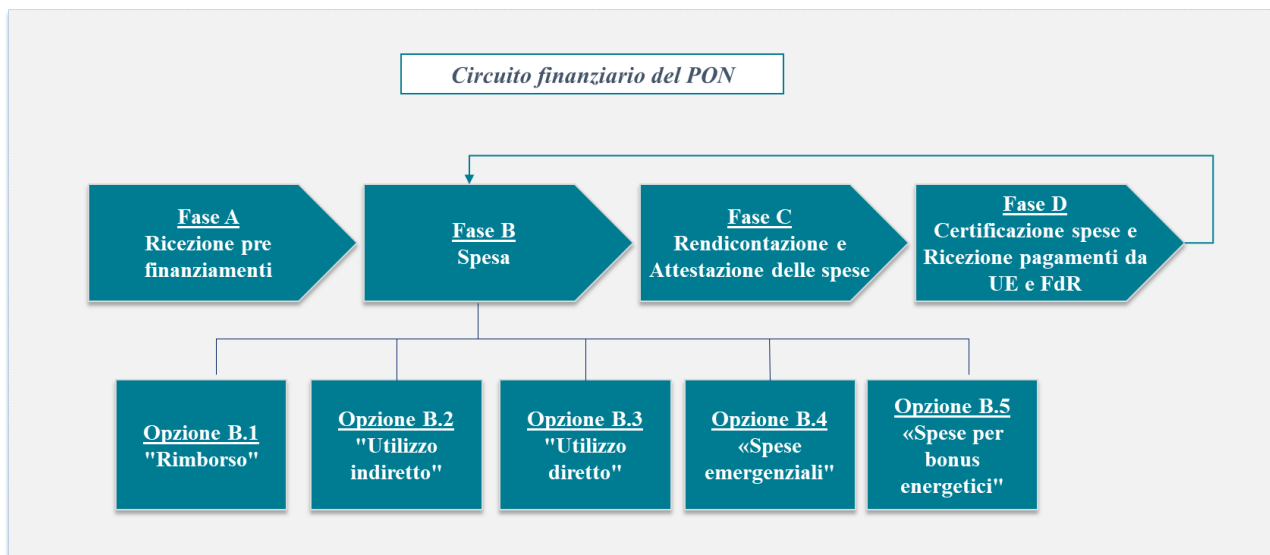 Circuito finanziario del PON
Fase A
Ricezione pre
finanziamenti
Fase B
Spesa
Fase C
Rendicontazione e
Attestazione delle spese
Fase D
Certificazione spese e
Ricezione pagamenti da
UE e FdR
Opzione B.1
"Rimborso"
Opzione B.2
"Utilizzo
indiretto"
Opzione B.3
"Utilizzo
diretto"
Opzione B.4
«Spese
emergenziali"
Opzione B.5
«Spese per
bonus
energetici"